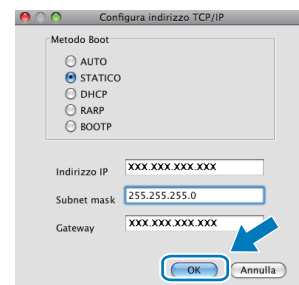 Configura indirizzo TCP/IP
Metodo Boot
AUTO
STATICO
DHCP
RARP
BOOTP
Indirizzo IP XXX.XXX.XXX.XXX
Subnet mask 255.255.255.0
Gateway XXX.XXX.XXX.XXX
OK Annulla